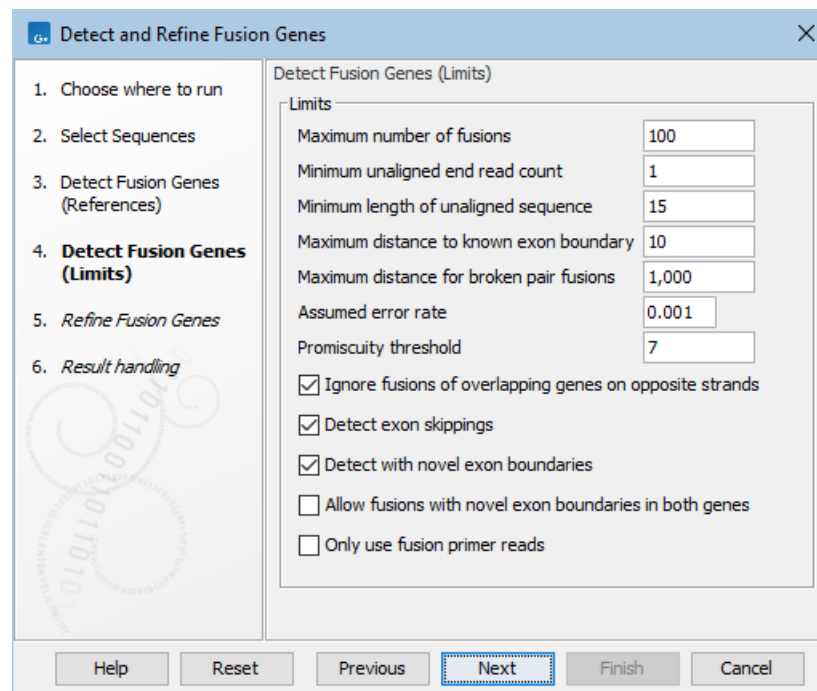 Detect and Refine Fusion Genes
1. Choose where to run
2. Select Sequences
3. Detect Fusion Genes
(References)
4. Detect Fusion Genes
(Limits)
5. Refine Fusion Genes
6. Result handling
Detect Fusion Genes (Limits)
Limits
Maximum number of fusions 100
Minimum unaligned end read count 1
Minimum length of unaligned sequence 15
Maximum distance to known exon boundary 10
Maximum distance for broken pair fusions 1,000
Assumed error rate 0.001
Promiscuity threshold 7
Ignore fusions of overlapping genes on opposite strands
Detect exon skippings
Detect with novel exon boundaries
Allow fusions with novel exon boundaries in both genes
Only use fusion primer reads
Help Reset Previous Next Finish Cancel